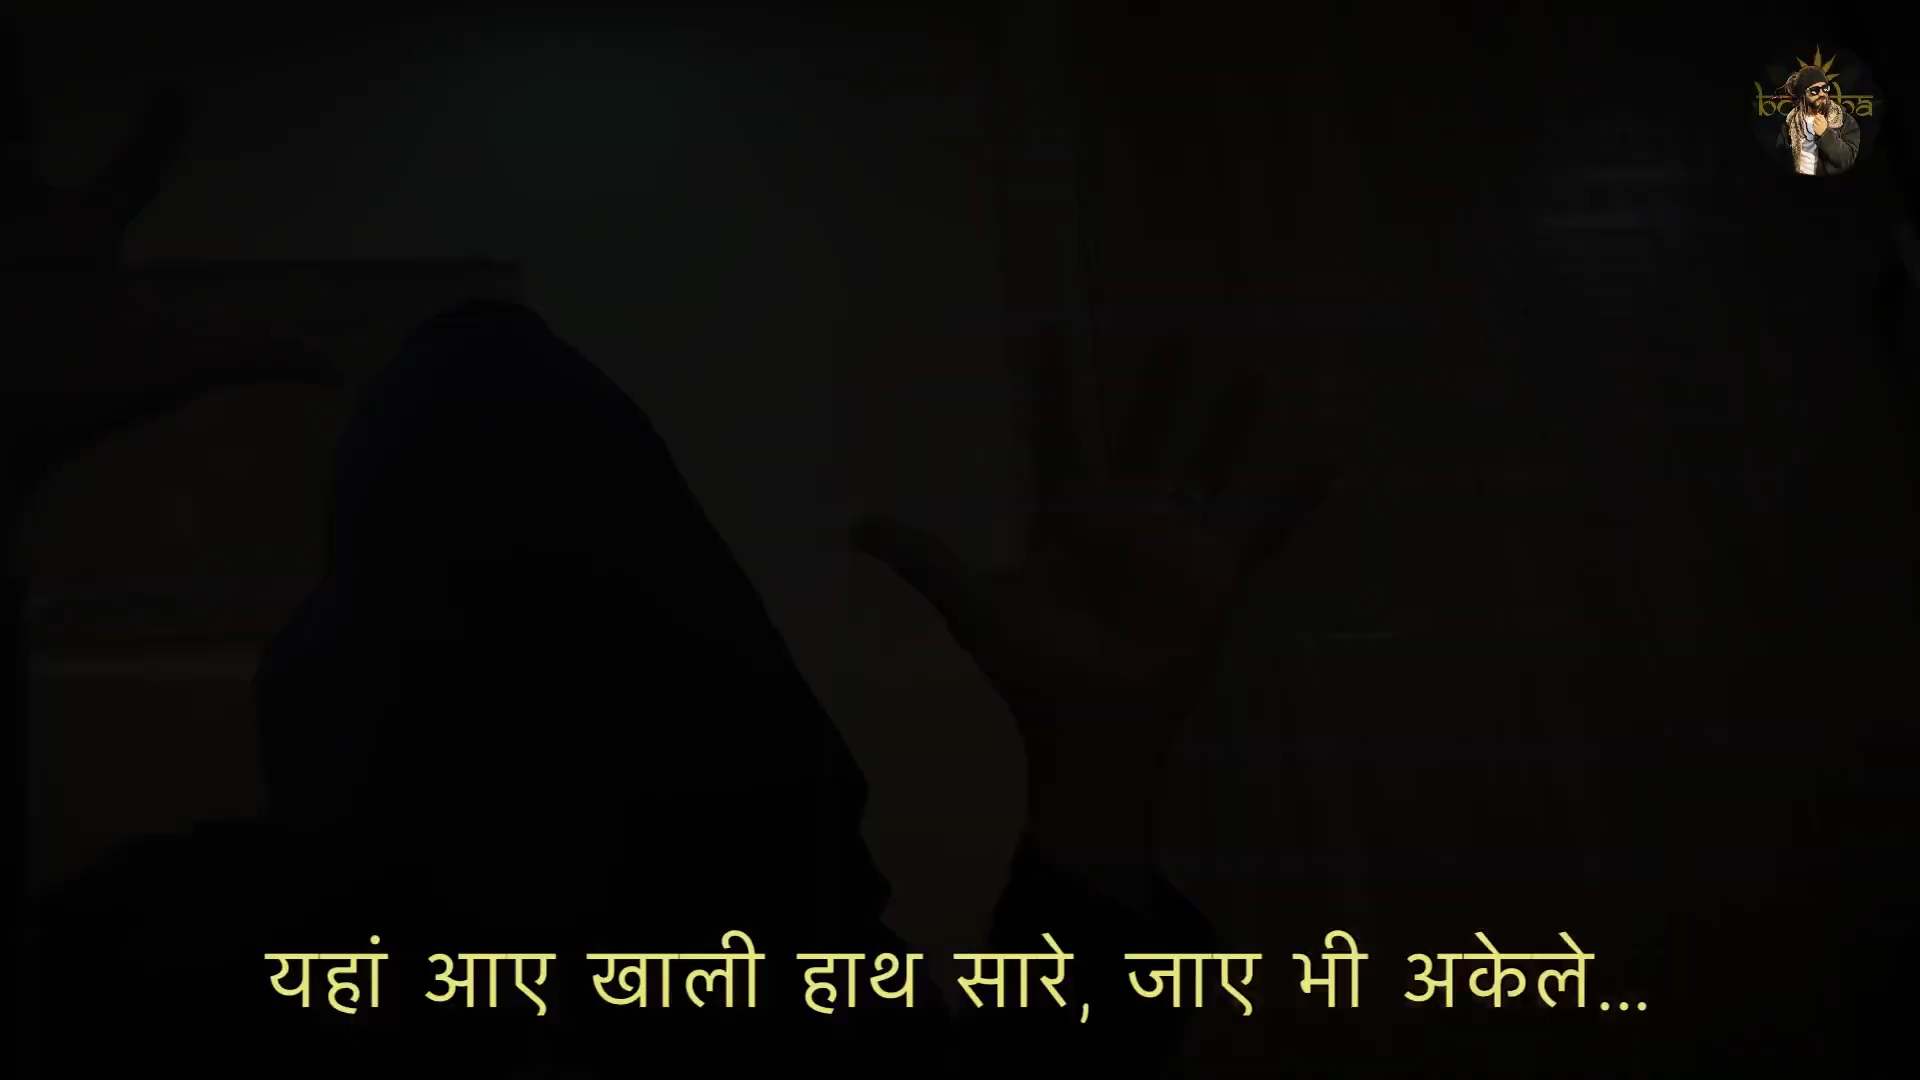 यहां आए खाली हाथ सारे, जाए भी अकेले...